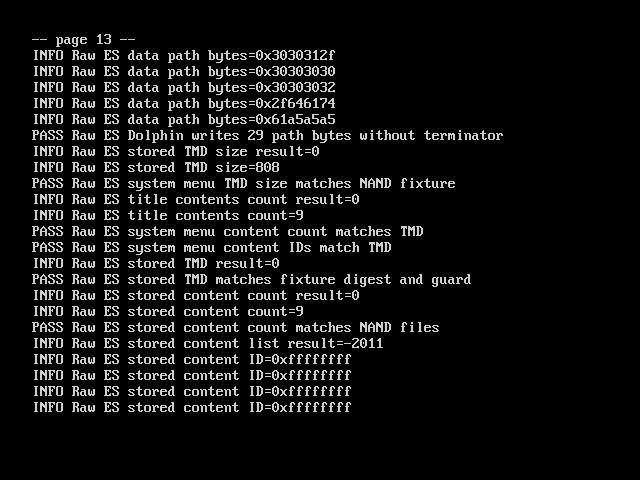 -- page 13 --
INFO Raw ES data path bytes=0x3030312f
INFO Raw ES data path bytes=0x30303030
INFO Raw ES data path bytes=0x30303032
INFO Raw ES data path bytes=0x2f646174
INFO Raw ES data path bytes=0x61a5a5a5
PASS Raw ES Dolphin writes 29 path bytes without terminator
INFO Raw ES stored TMD size result=0
INFO Raw ES stored TMD size=808
PASS Raw ES system menu TMD size matches NAND fixture
INFO Raw ES title contents count result=0
INFO Raw ES title contents count=9
PASS Raw ES system menu content count matches TMD
PASS Raw ES system menu content IDs match TMD
INFO Raw ES stored TMD result=0
PASS Raw ES stored TMD matches fixture digest and guard
INFO Raw ES stored content count result=0
INFO Raw ES stored content count=9
PASS Raw ES stored content count matches NAND files
INFO Raw ES stored content list result=-2011
INFO Raw ES stored content ID=0xffffffff
INFO Raw ES stored content ID=0xffffffff
INFO Raw ES stored content ID=0xffffffff
INFO Raw ES stored content ID=0xffffffff